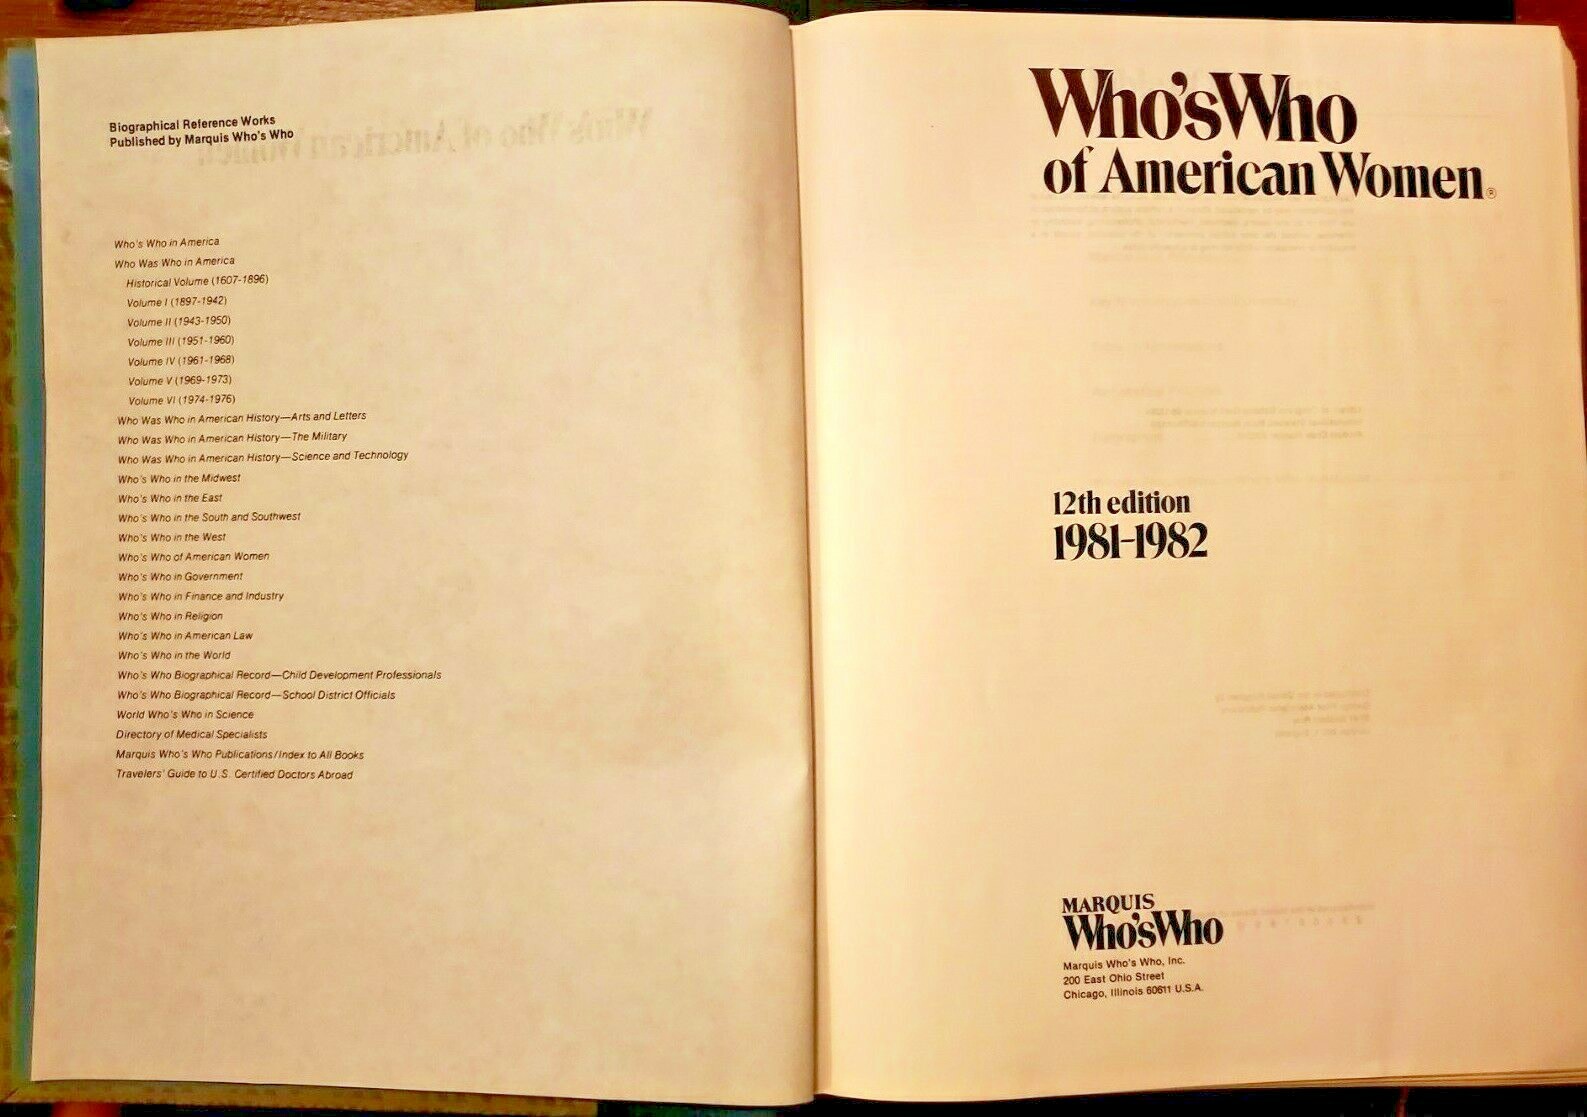 Biographical Reference Works
Published by Marquis Who's Who
Who's Who in America
Who Was Who in America
Historical Volume (1607-1896)
Volume I (1897-1942)
Volume II (1943-1950)
Volume III (1951-1960)
Volume IV (1961-1968)
Volume V (1969-1973)
Volume VI (1974-1976)
Who Was Who in American History—Arts and Letters
Who Was Who in American History—The Military
Who Was Who in American History—Science and Technology
Who's Who in the Midwest
Who's Who in the East
Who's Who in the South and Southwest
Who's Who in the West
Who's Who of American Women
Who's Who in Government
Who's Who in Finance and Industry
Who's Who in Religion
Who's Who in American Law
Who's Who in the World
Who's Who Biographical Record—Child Development Professionals
Who's Who Biographical Record—School District Officials
World Who's Who in Science
Directory of Medical Specialists
Marquis Who's Who Publications/Index to All Books
Travelers' Guide to U.S. Certified Doctors Abroad
Who's Who
of American Women®
12th edition
1981-1982
MARQUIS
Who's Who
Marquis Who's Who, Inc.
200 East Ohio Street
Chicago, Illinois 60611 U.S.A.